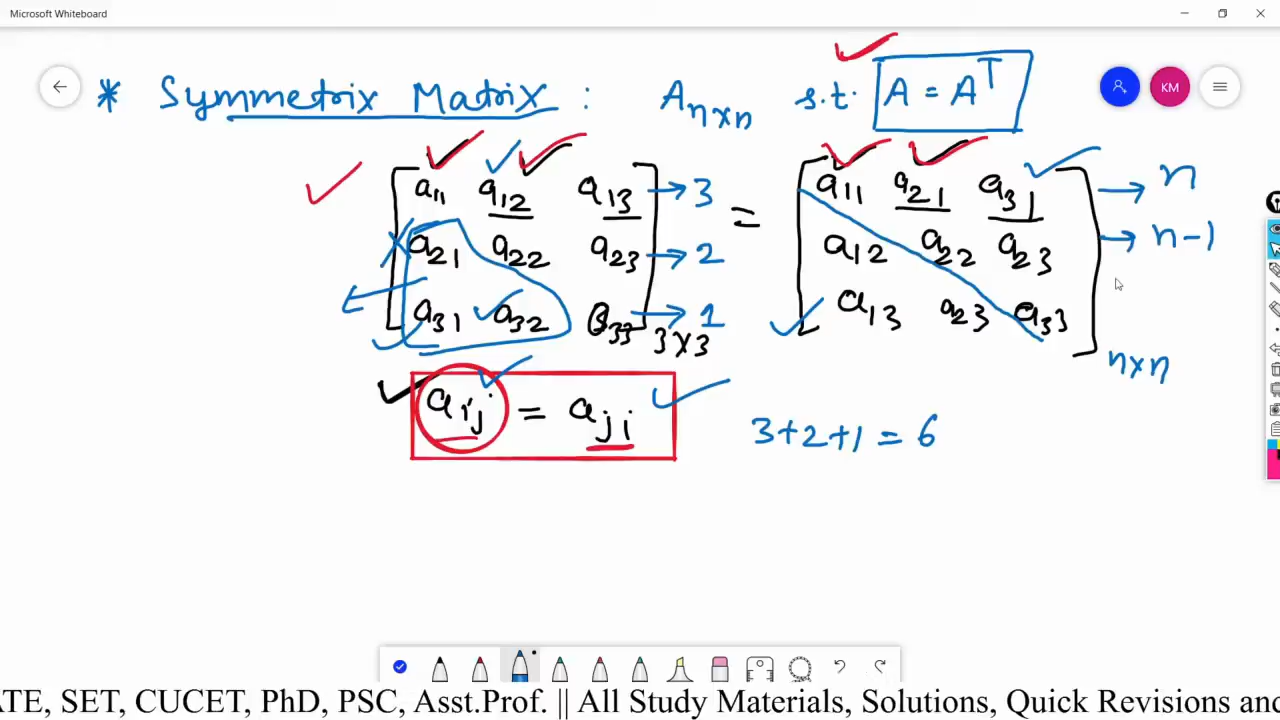 Microsoft Whiteboard
* Symmetrix Matrix : A n×n s.t. A = A^T
KM
a11 a12 a13 → 3 = a11 a21 a31 → n
a21 a22 a23 → 2 a12 a22 a23 → n-1
a31 a32 a33 → 1 a13 a23 a33
3×3 n×n
aij = aji
3+2+1 = 6
ATE, SET, CUCET, PhD, PSC, Asst.Prof. || All Study Materials, Solutions, Quick Revisions and